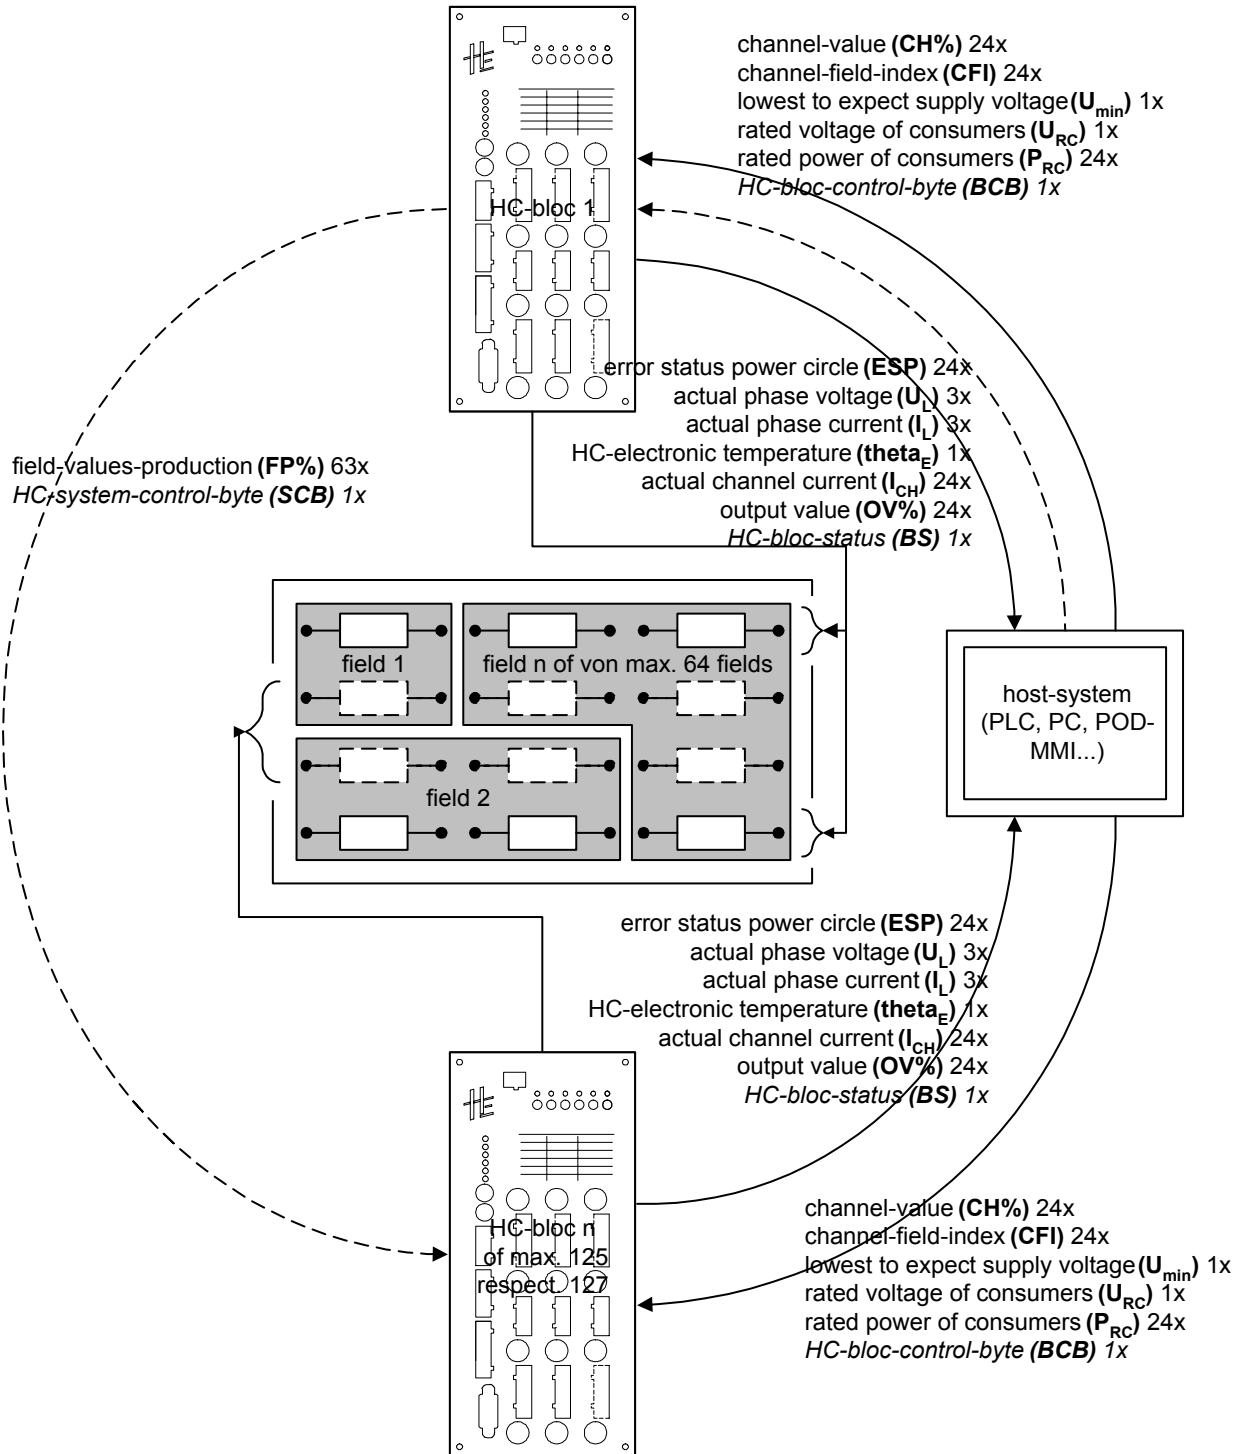 channel-value (CH%) 24x
channel-field-index (CFI) 24x
lowest to expect supply voltage(Umin) 1x
rated voltage of consumers (URC) 1x
rated power of consumers (PRC) 24x
HC-bloc-control-byte (BCB) 1x
HE
HC-bloc 1
error status power circle (ESP) 24x
actual phase voltage (UL) 3x
actual phase current (IL) 3x
HC-electronic temperature (thetaE) 1x
actual channel current (ICH) 24x
output value (OV%) 24x
HC-bloc-status (BS) 1x
field-values-production (FP%) 63x
HC-system-control-byte (SCB) 1x
field 1
field n of von max. 64 fields
field 2
host-system
(PLC, PC, POD-
MMI...)
error status power circle (ESP) 24x
actual phase voltage (UL) 3x
actual phase current (IL) 3x
HC-electronic temperature (thetaE) 1x
actual channel current (ICH) 24x
output value (OV%) 24x
HC-bloc-status (BS) 1x
HE
HC-bloc n
of max. 125
respect. 127
channel-value (CH%) 24x
channel-field-index (CFI) 24x
lowest to expect supply voltage(Umin) 1x
rated voltage of consumers (URC) 1x
rated power of consumers (PRC) 24x
HC-bloc-control-byte (BCB) 1x